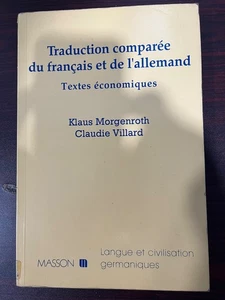 Traduction comparée
du français et de l'allemand
Textes économiques
Klaus Morgenroth
Claudie Villard
MASSON
Langue et civilisation
germaniques